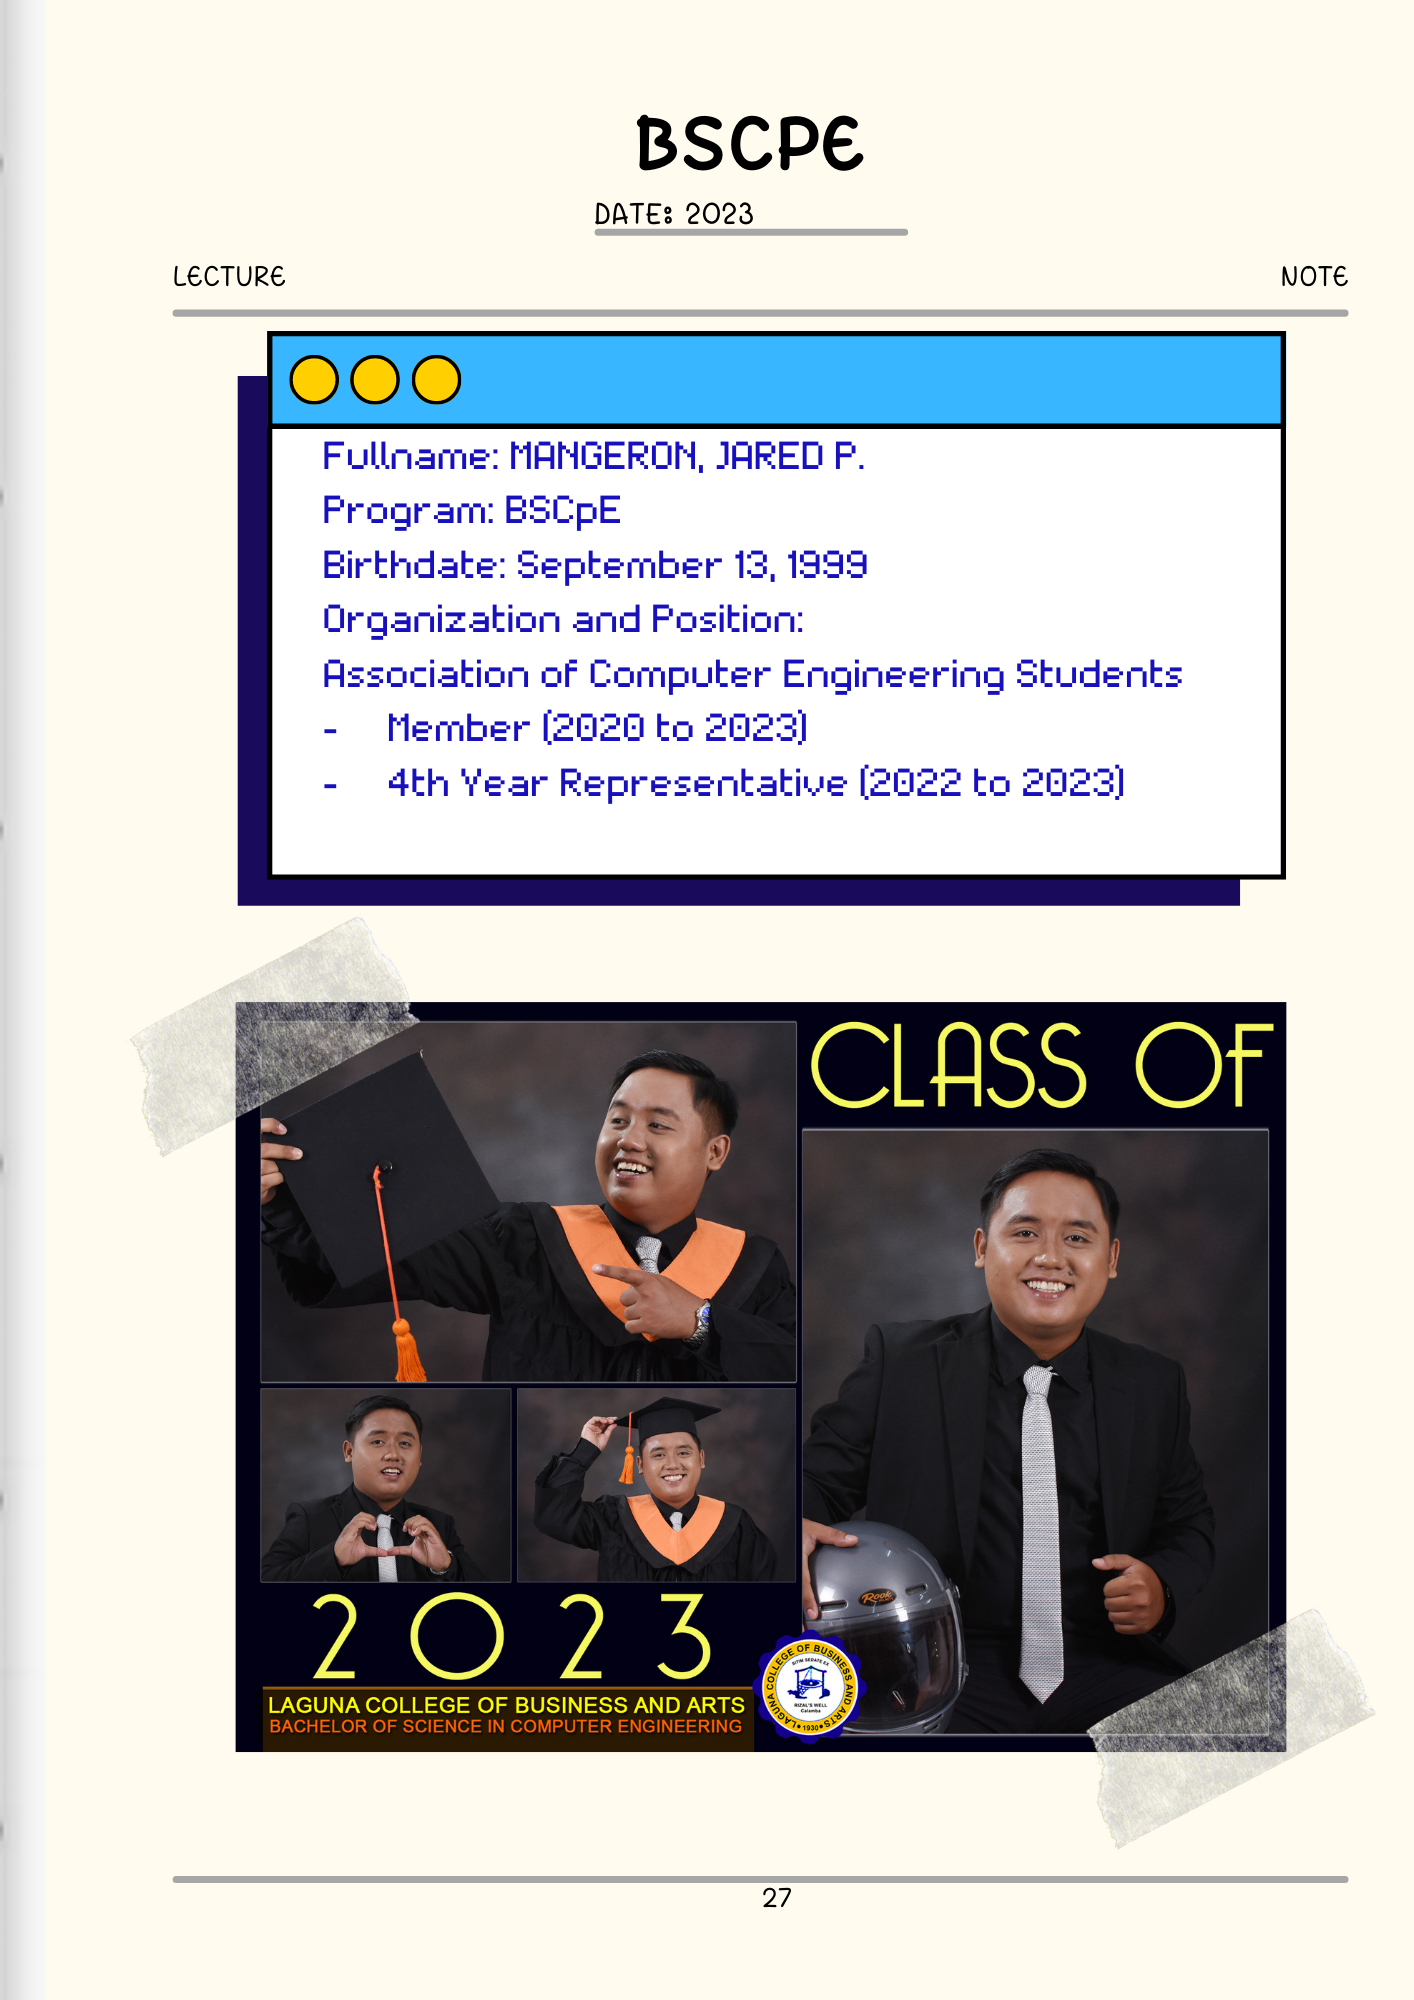 BSCPE
DATE: 2023
LECTURE
NOTE
Fullname: MANGERON, JARED P.
Program: BSCpE
Birthdate: September 13, 1999
Organization and Position:
Association of Computer Engineering Students
- Member (2020 to 2023)
- 4th Year Representative (2022 to 2023)
CLASS OF
Rook
2023
LAGUNA COLLEGE OF BUSINESS AND ARTS
BACHELOR OF SCIENCE IN COMPUTER ENGINEERING
LAGUNA COLLEGE OF BUSINESS AND ARTS
SITIM SEDATE EA
RIZAL'S WELL
Calamba
1930
27